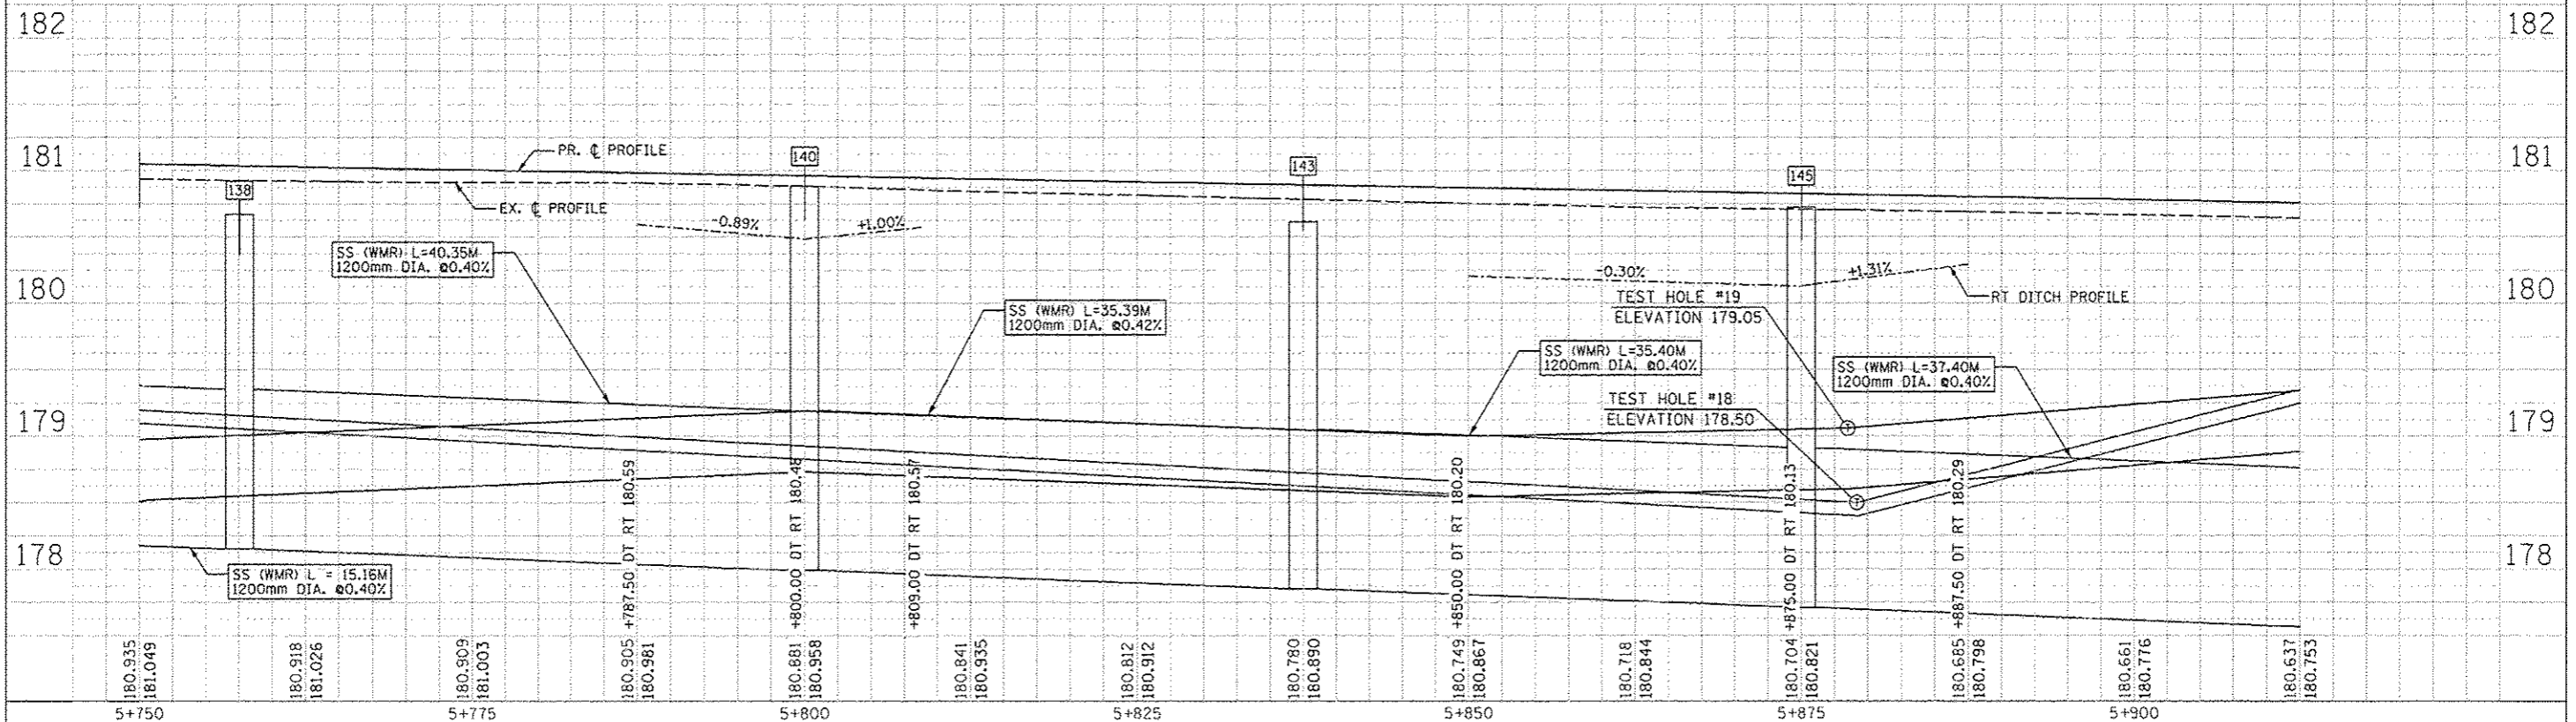 182
182
181
181
180
180
179
179
178
178
PR. ℄ PROFILE
EX. ℄ PROFILE
138
140
143
145
-0.89%
+1.00%
-0.30%
+1.31%
RT DITCH PROFILE
SS (WMR) L=40.35M
1200mm DIA. @0.40%
SS (WMR) L=35.39M
1200mm DIA. @0.42%
TEST HOLE #19
ELEVATION 179.05
SS (WMR) L=35.40M
1200mm DIA. @0.40%
SS (WMR) L=37.40M
1200mm DIA. @0.40%
TEST HOLE #18
ELEVATION 178.50
SS (WMR) L = 15.16M
1200mm DIA. @0.40%
+787.50 DT RT 180.59
+800.00 DT RT 180.48
+809.00 DT RT 180.57
+850.00 DT RT 180.20
+875.00 DT RT 180.13
+887.50 DT RT 180.29
180.935
181.049
180.918
181.026
180.909
181.003
180.905
180.981
180.881
180.958
180.841
180.935
180.812
180.912
180.780
180.890
180.749
180.867
180.718
180.844
180.704
180.821
180.685
180.798
180.661
180.776
180.637
180.753
5+750
5+775
5+800
5+825
5+850
5+875
5+900